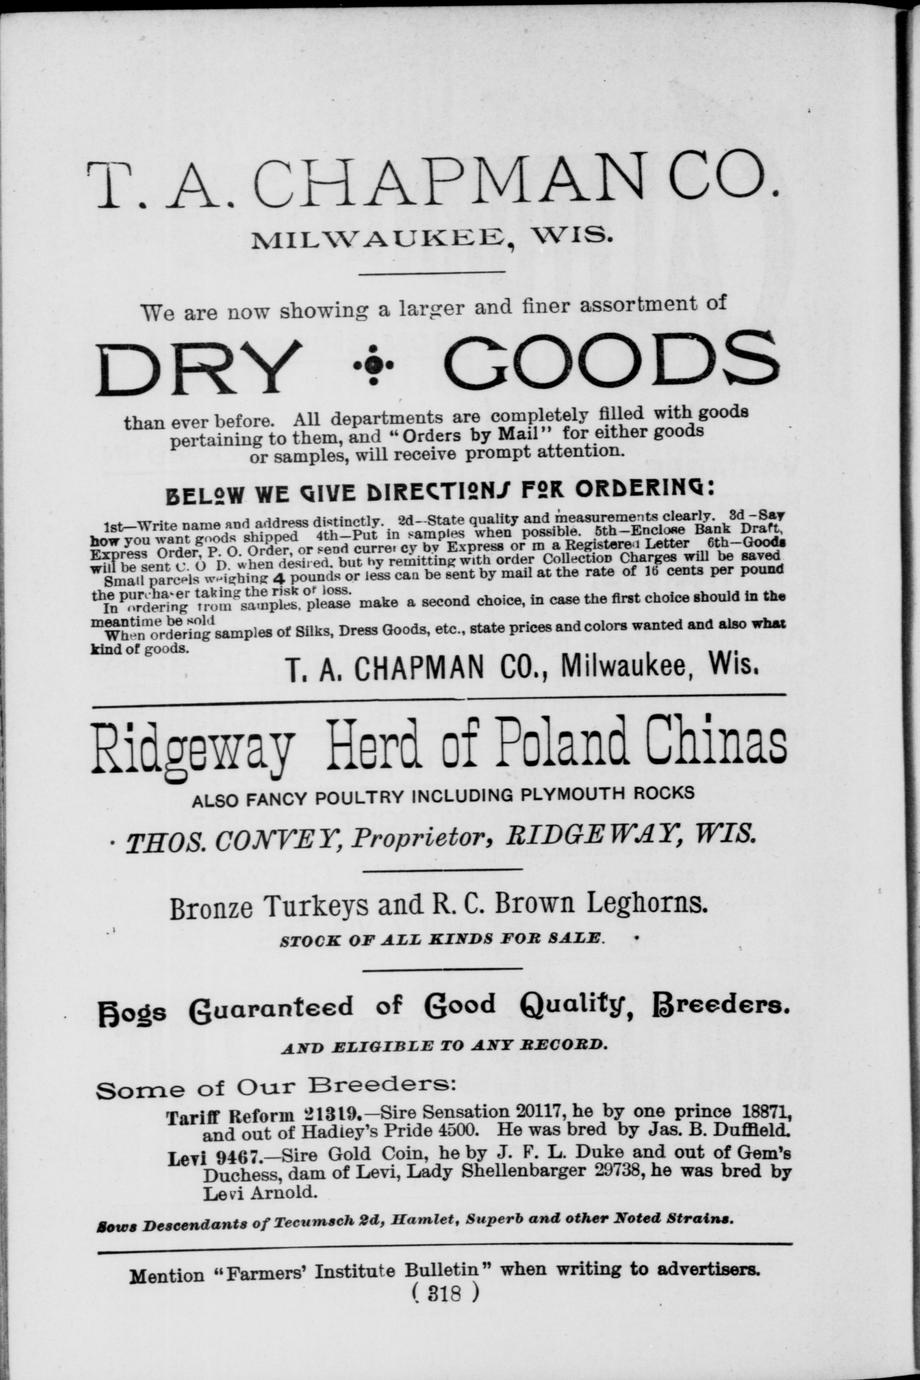 T. A. CHAPMAN CO.
MILWAUKEE, WIS.
We are now showing a larger and finer assortment of
DRY GOODS
than ever before. All departments are completely filled with goods
pertaining to them, and "Orders by Mail" for either goods
or samples, will receive prompt attention.
BELOW WE GIVE DIRECTIONS FOR ORDERING:
1st—Write name and address distinctly. 2d—State quality and measurements clearly. 3d—Say
how you want goods shipped 4th—Put in samples when possible. 5th—Enclose Bank Draft,
Express Order, P. O. Order, or send currency by Express or in a Registered Letter 6th—Goods
will be sent C. O D. when desired, but by remitting with order Collection Charges will be saved
Small parcels weighing 4 pounds or less can be sent by mail at the rate of 16 cents per pound
the purchaser taking the risk or loss.
In ordering from samples, please make a second choice, in case the first choice should in the
meantime be sold
When ordering samples of Silks, Dress Goods, etc., state prices and colors wanted and also what
kind of goods.
T. A. CHAPMAN CO., Milwaukee, Wis.
Ridgeway Herd of Poland Chinas
ALSO FANCY POULTRY INCLUDING PLYMOUTH ROCKS
THOS. CONVEY, Proprietor, RIDGEWAY, WIS.
Bronze Turkeys and R. C. Brown Leghorns.
STOCK OF ALL KINDS FOR SALE.
Hogs Guaranteed of Good Quality, Breeders.
AND ELIGIBLE TO ANY RECORD.
Some of Our Breeders:
Tariff Reform 21319.—Sire Sensation 20117, he by one prince 18871,
and out of Hadley's Pride 4500. He was bred by Jas. B. Duffield.
Levi 9467.—Sire Gold Coin, he by J. F. L. Duke and out of Gem's
Duchess, dam of Levi, Lady Shellenbarger 29738, he was bred by
Levi Arnold.
Sows Descendants of Tecumsch 2d, Hamlet, Superb and other Noted Strains.
Mention "Farmers' Institute Bulletin" when writing to advertisers.
( 318 )